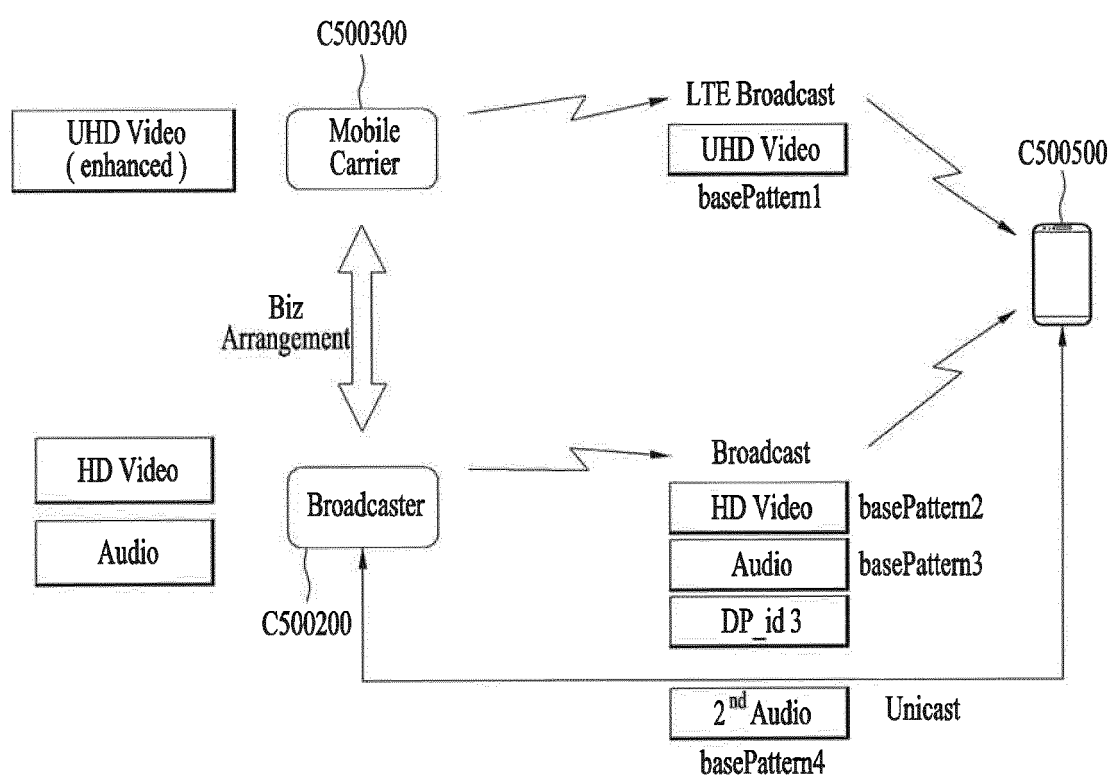 C500300
UHD Video
( enhanced )
Mobile
Carrier
LTE Broadcast
UHD Video
basePattern1
C500500
Biz
Arrangement
HD Video
Audio
Broadcaster
C500200
Broadcast
HD Video basePattern2
Audio basePattern3
DP_id 3
2nd Audio Unicast
basePattern4